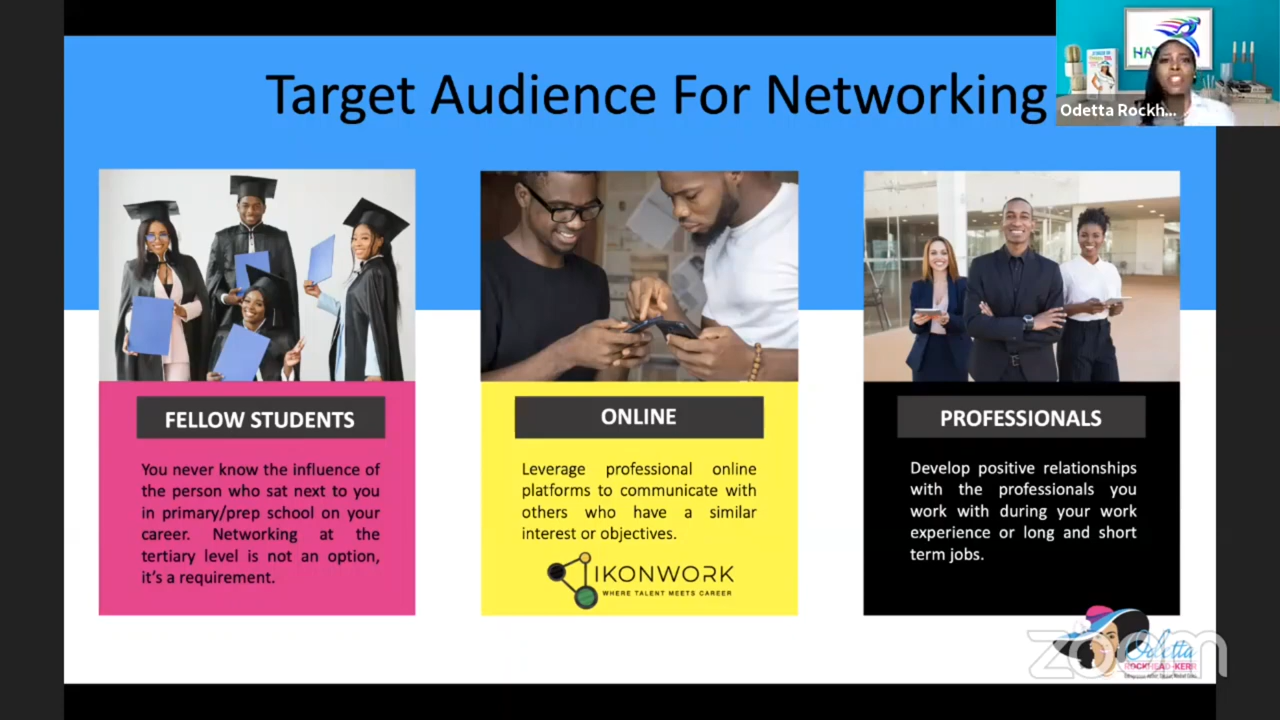 Target Audience For Networking
HAT
Odetta Rockh...
FELLOW STUDENTS
You never know the influence of
the person who sat next to you
in primary/prep school on your
career. Networking at the
tertiary level is not an option,
it's a requirement.
ONLINE
Leverage professional online
platforms to communicate with
others who have a similar
interest or objectives.
IKONWORK
WHERE TALENT MEETS CAREER
PROFESSIONALS
Develop positive relationships
with the professionals you
work with during your work
experience or long and short
term jobs.
zoom
Odetta
ROCKHEAD-KERR